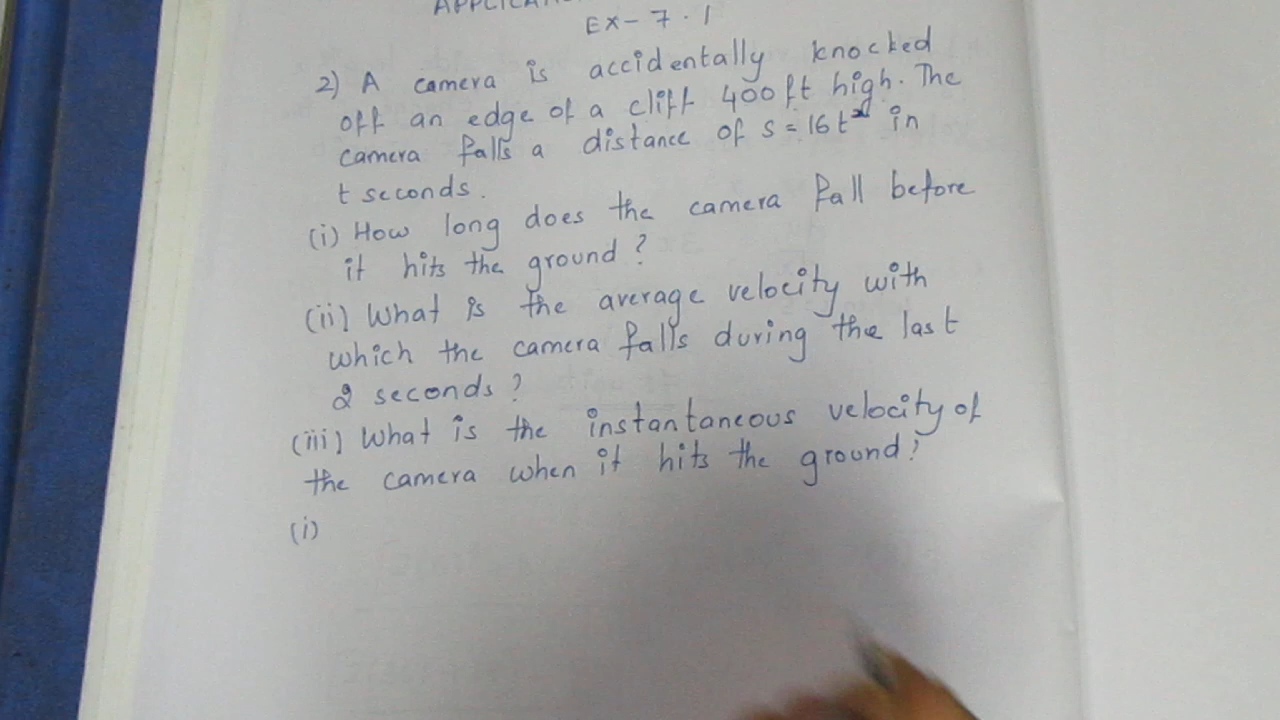 EX-7.1
2) A camera is accidentally knocked
off an edge of a cliff 400ft high. The
camera falls a distance of s = 16t² in
t seconds.
(i) How long does the camera fall before
it hits the ground?
(ii) What is the average velocity with
which the camera falls during the last
2 seconds?
(iii) What is the instantaneous velocity of
the camera when it hits the ground?
(i)